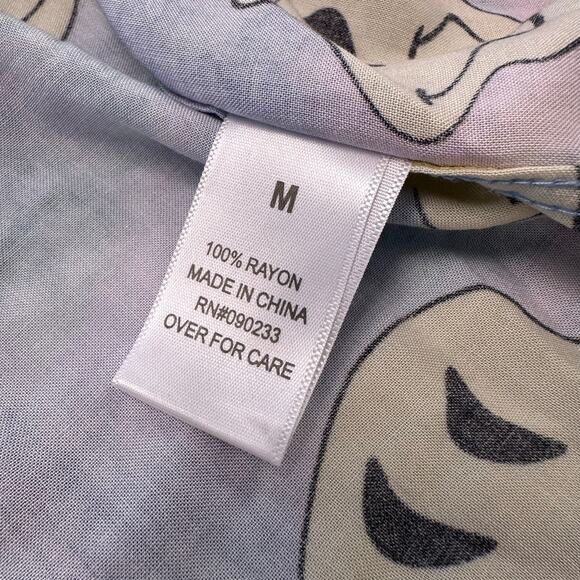 M
100% RAYON
MADE IN CHINA
RN#090233
OVER FOR CARE